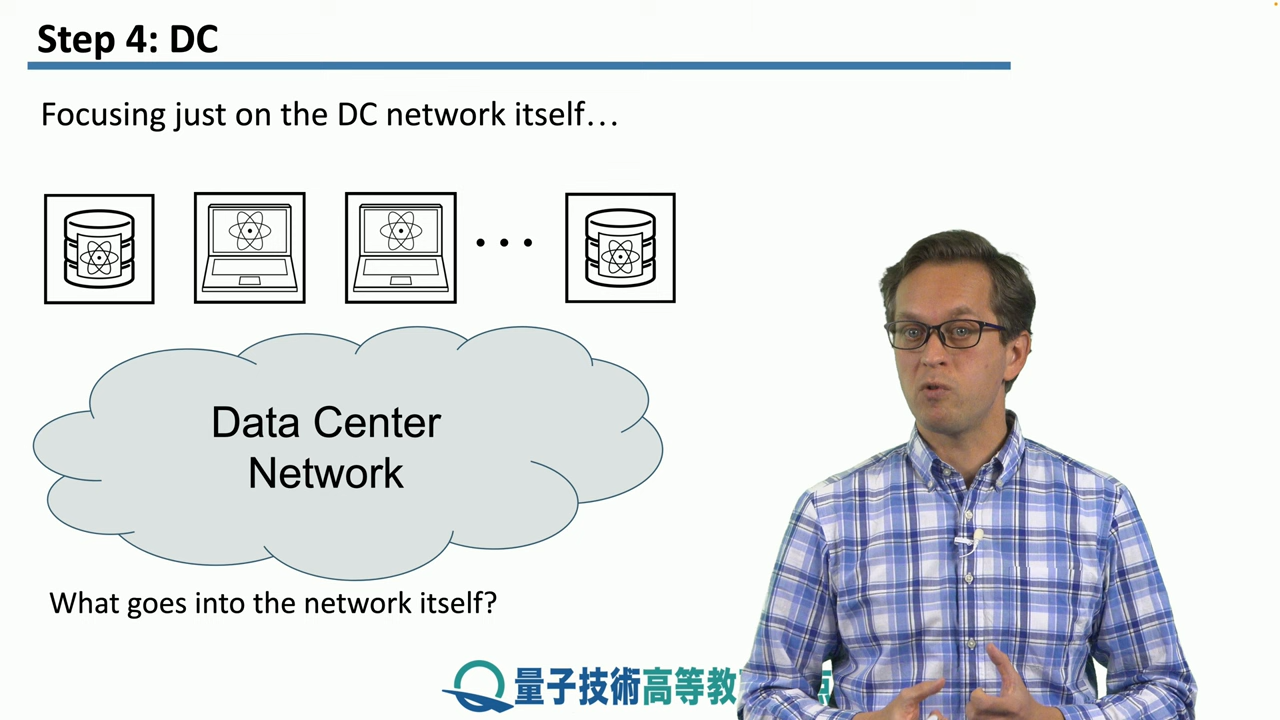 Step 4: DC
Focusing just on the DC network itself…
Data Center
Network
What goes into the network itself?
量子技術高等教